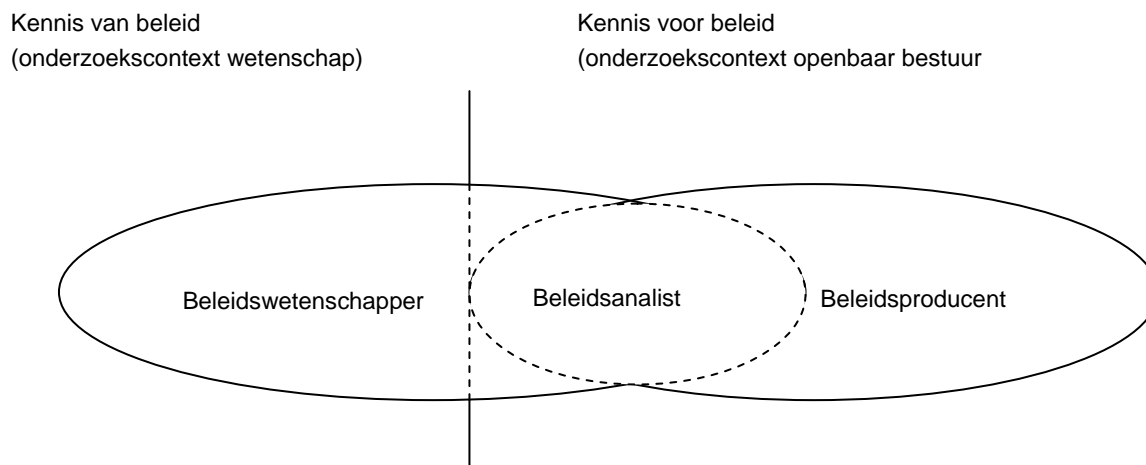 Kennis van beleid
(onderzoekscontext wetenschap)
Kennis voor beleid
(onderzoekscontext openbaar bestuur
Beleidswetenschapper
Beleidsanalist
Beleidsproducent